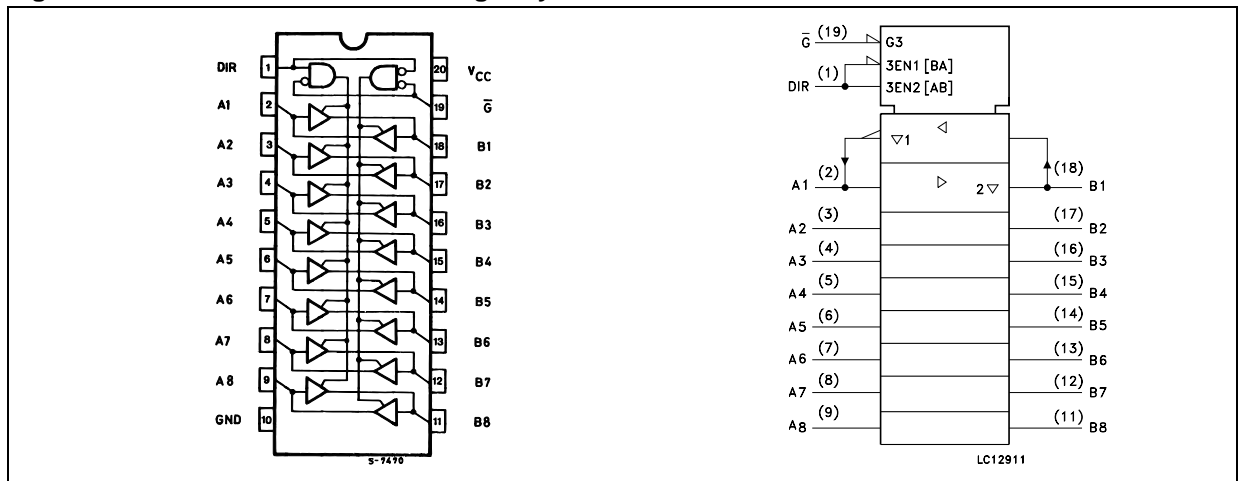 DIR 1 20 VCC
A1 2 19 G̅
A2 3 18 B1
A3 4 17 B2
A4 5 16 B3
A5 6 15 B4
A6 7 14 B5
A7 8 13 B6
A8 9 12 B7
GND 10 11 B8
S-7470
G̅ (19) G3
3EN1 [BA]
DIR (1) 3EN2 [AB]
1
A1 (2) 2 (18) B1
A2 (3) (17) B2
A3 (4) (16) B3
A4 (5) (15) B4
A5 (6) (14) B5
A6 (7) (13) B6
A7 (8) (12) B7
A8 (9) (11) B8
LC12911